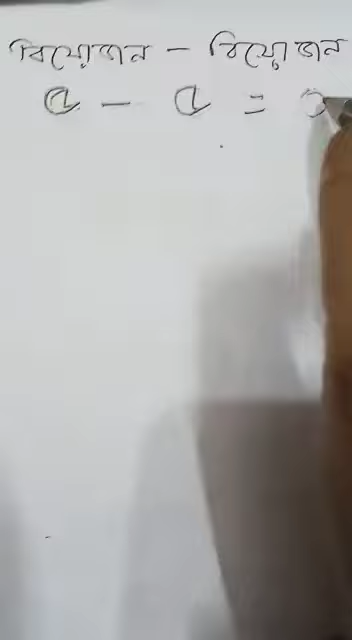 বিয়োজন - বিয়োজন
৫ - ৫ =